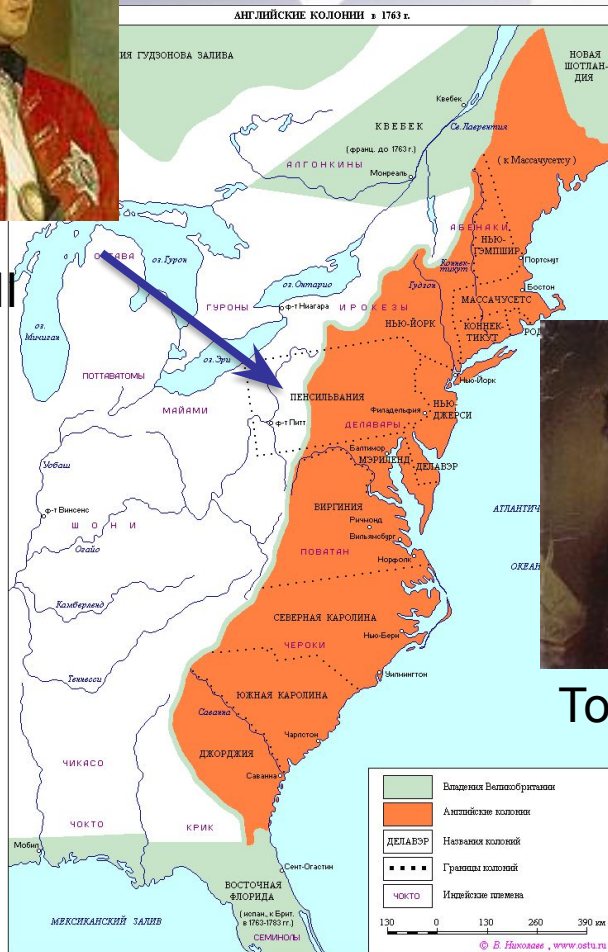 АНГЛИЙСКИЕ КОЛОНИИ в 1763 г.
ИЯ ГУДЗОНОВА ЗАЛИВА
НОВАЯ
ШОТЛАН-
ДИЯ
Квебек
КВЕБЕК
Св. Лаврентия
(франц. до 1763 г.)
АЛГОНКИНЫ
Монреаль
( к Массачусетсу )
АБЕНАКИ
НЬЮ-
ГЭМПШИР
Коннек-
тикут
Портсмут
Бостон
оз. Гурон
оз. Онтарио
Гудзон
МАССАЧУСЕТС
ГУРОНЫ
ф-т Ниагара
ИРОКЕЗЫ
НЬЮ-ЙОРК
КОННЕК-
ТИКУТ
РОД
оз.
Мичиган
оз. Эри
ПОТТАВАТОМЫ
Нью-Йорк
МАЙАМИ
ПЕНСИЛЬВАНИЯ
НЬЮ-
ДЖЕРСИ
Филадельфия
ф-т Питт
ДЕЛАВАРЫ
Балтимор
МЭРИЛЕНД
ДЕЛАВЭР
Уобаш
ф-т Винсенс
ШОНИ
Огайо
ВИРГИНИЯ
Ричмонд
Вильямсбург
АТЛАНТИЧ
ПОВАТАН
Норфолк
ОКЕАН
Камберленд
СЕВЕРНАЯ КАРОЛИНА
Нью-Берн
ЧЕРОКИ
Теннесси
Уилмингтон
ЮЖНАЯ КАРОЛИНА
Саванна
Чарлстон
То
ДЖОРДЖИЯ
ЧИКАСО
Саванна
ЧОКТО
КРИК
Мобил
Сент-Огастин
ВОСТОЧНАЯ
ФЛОРИДА
(испан., к Брит.
в 1763-1783 гг.)
МЕКСИКАНСКИЙ ЗАЛИВ
СЕМИНОЛЫ
Владения Великобритании
Английские колонии
ДЕЛАВЭР Названия колоний
Границы колоний
ЧОКТО Индейские племена
130 0 130 260 390 км
© В. Николаев , www.ostu.ru